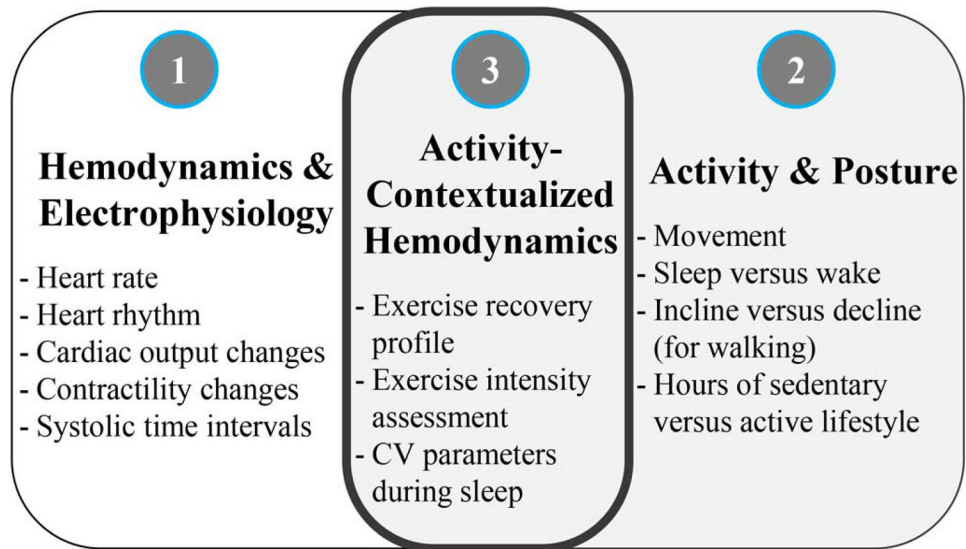 1
Hemodynamics &
Electrophysiology
- Heart rate
- Heart rhythm
- Cardiac output changes
- Contractility changes
- Systolic time intervals
3
Activity-
Contextualized
Hemodynamics
- Exercise recovery
profile
- Exercise intensity
assessment
- CV parameters
during sleep
2
Activity & Posture
- Movement
- Sleep versus wake
- Incline versus decline
(for walking)
- Hours of sedentary
versus active lifestyle